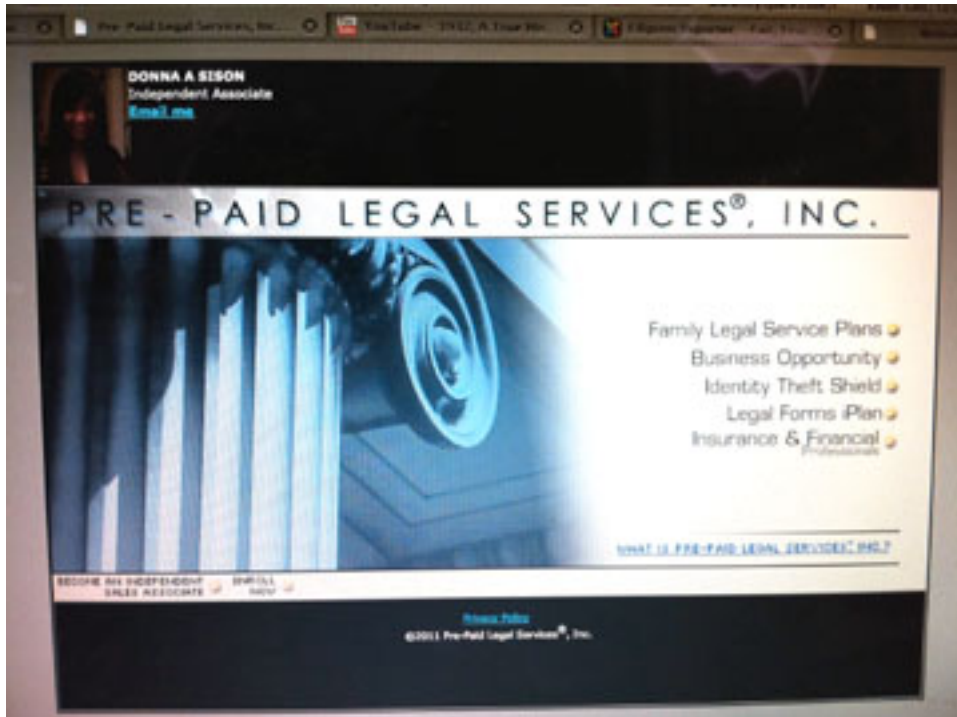 Pre-Paid Legal Services, Inc.
YouTube - 1932, A True
DONNA A SISON
Independent Associate
Email me
PRE-PAID LEGAL SERVICES®, INC.
Family Legal Service Plans
Business Opportunity
Identity Theft Shield
Legal Forms iPlan
Insurance & Financial
Professionals
WHAT IS PRE-PAID LEGAL SERVICES, INC.?
BECOME AN INDEPENDENT
SALES ASSOCIATE
ENROLL
NOW
Privacy Policy
©2011 Pre-Paid Legal Services®, Inc.